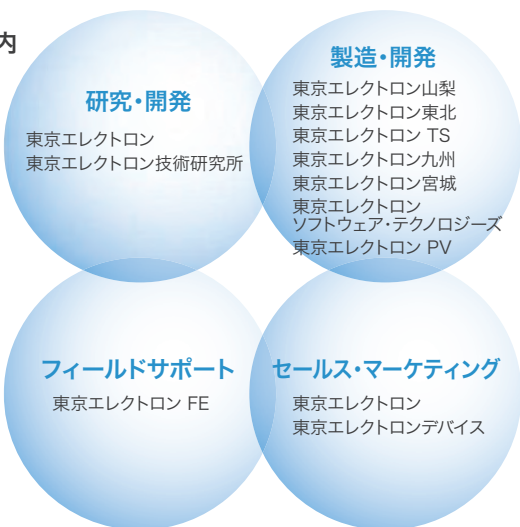 内
研究・開発
東京エレクトロン
東京エレクトロン技術研究所
製造・開発
東京エレクトロン山梨
東京エレクトロン東北
東京エレクトロン TS
東京エレクトロン九州
東京エレクトロン宮城
東京エレクトロン
ソフトウェア・テクノロジーズ
東京エレクトロン PV
フィールドサポート
東京エレクトロン FE
セールス・マーケティング
東京エレクトロン
東京エレクトロンデバイス